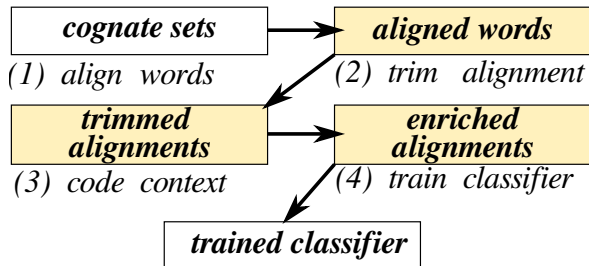 cognate sets
aligned words
(1) align words
(2) trim alignment
trimmed
alignments
enriched
alignments
(3) code context
(4) train classifier
trained classifier